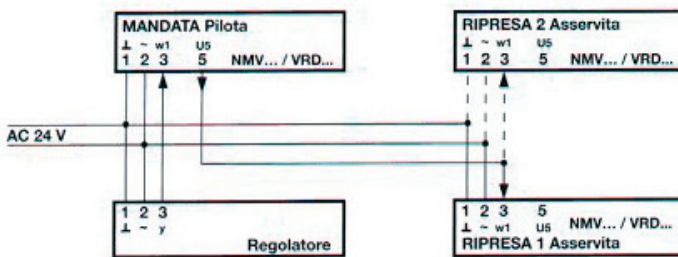 MANDATA Pilota
⊥ ~ w1 U5
1 2 3 5 NMV... / VRD...
RIPRESA 2 Asservita
⊥ ~ w1 U5
1 2 3 5 NMV... / VRD...
AC 24 V
1 2 3
⊥ ~ y
Regolatore
1 2 3 5
⊥ ~ w1 U5 NMV... / VRD...
RIPRESA 1 Asservita